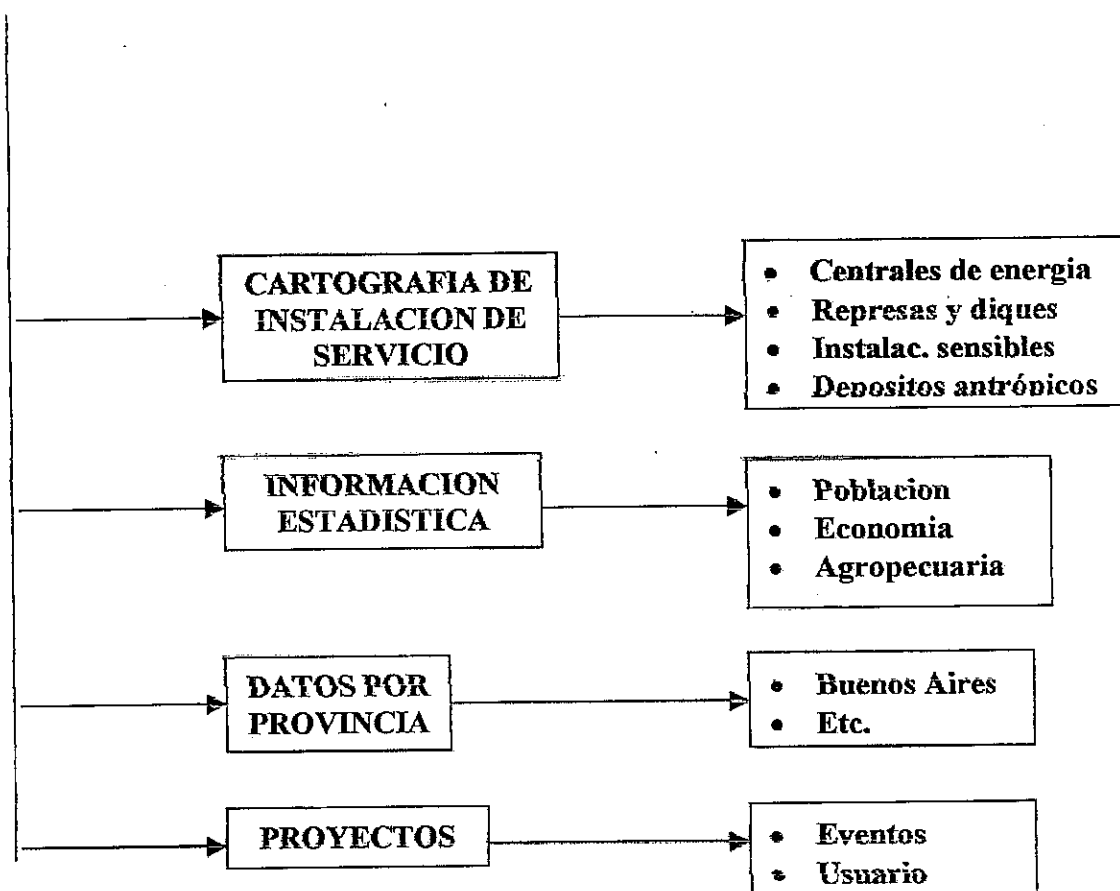 CARTOGRAFIA DE
INSTALACION DE
SERVICIO
• Centrales de energia
• Represas y diques
• Instalac. sensibles
• Depositos antrópicos
INFORMACION
ESTADISTICA
• Poblacion
• Economia
• Agropecuaria
DATOS POR
PROVINCIA
• Buenos Aires
• Etc.
PROYECTOS
• Eventos
• Usuario